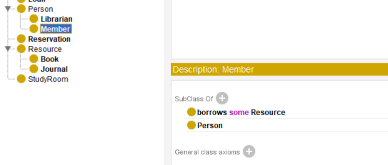 Person
Librarian
Member
Reservation
Resource
Book
Journal
StudyRoom
Description: Member
SubClass Of
borrows some Resource
Person
General class axioms